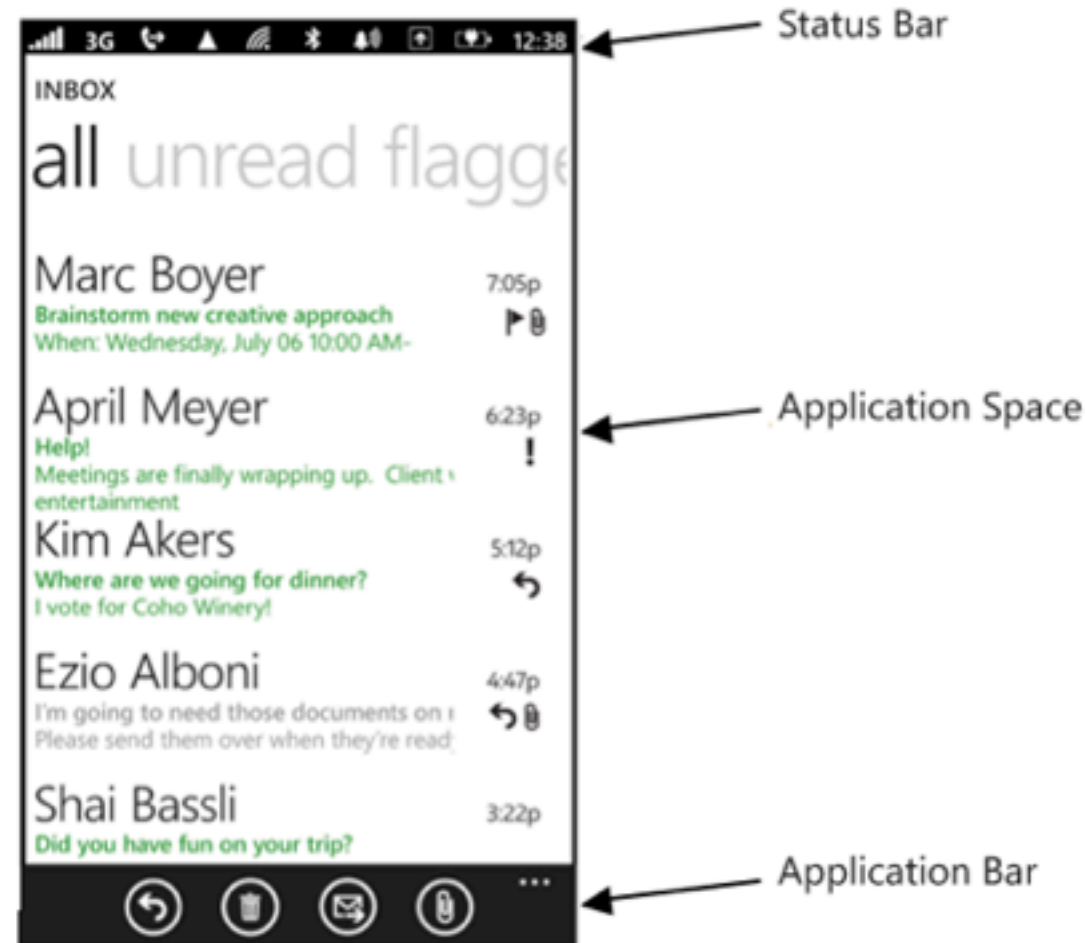 3G 12:38
Status Bar
INBOX
all unread flagge
Marc Boyer 7:05p
Brainstorm new creative approach
When: Wednesday, July 06 10:00 AM-
April Meyer 6:23p
Application Space
Help! !
Meetings are finally wrapping up. Client
entertainment
Kim Akers 5:12p
Where are we going for dinner?
I vote for Coho Winery!
Ezio Alboni 4:47p
I'm going to need those documents on
Please send them over when they're ready
Shai Bassli 3:22p
Did you have fun on your trip?
...
Application Bar